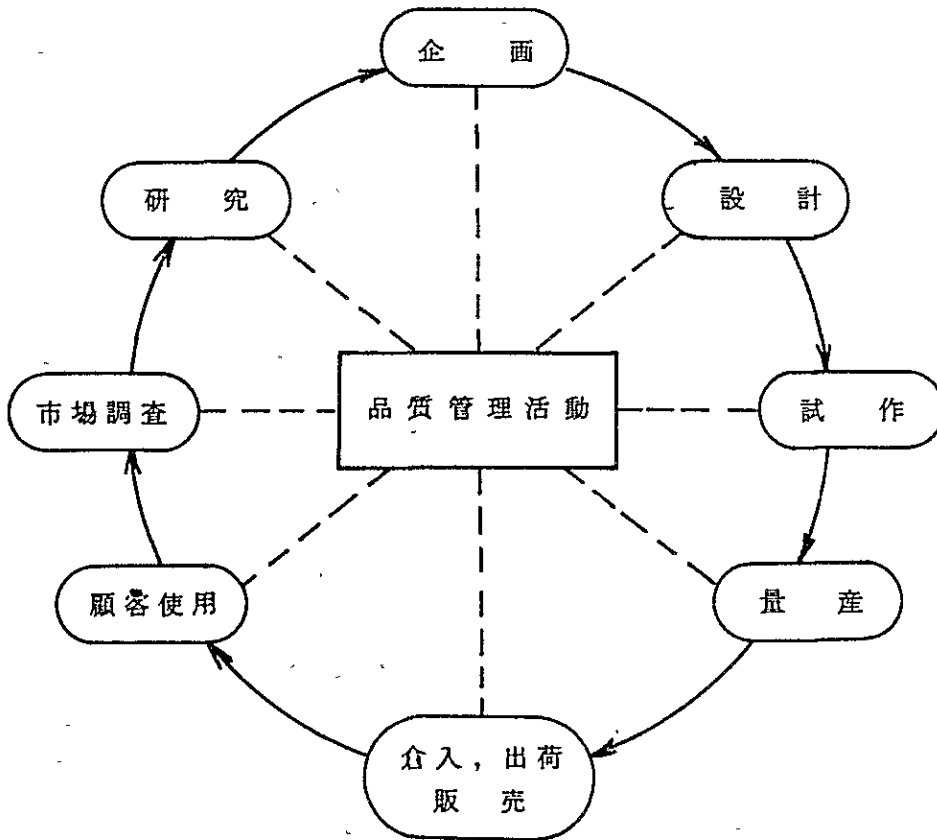 企画
設計
試作
量産
倉入，出荷
販売
顧客使用
市場調査
研究
品質管理活動